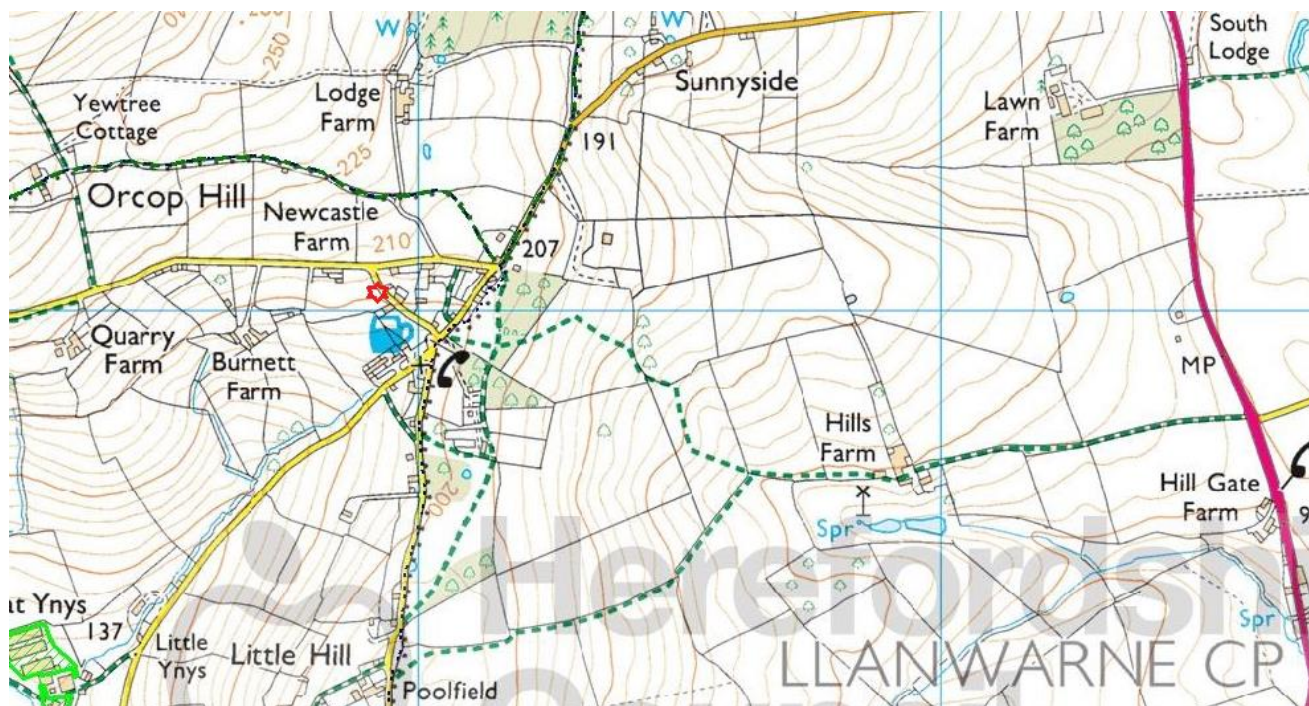 W
250
W
Sunnyside
South
Lodge
Yewtree
Cottage
Lodge
Farm
Lawn
Farm
191
225
Orcop Hill
Newcastle
Farm
210
207
Quarry
Farm
Burnett
Farm
MP
Hills
Farm
200
Hill Gate
Farm
Spr
Herefordshi
at Ynys
137
Little
Ynys
Little Hill
Spr
LLANWARNE CP
Poolfield